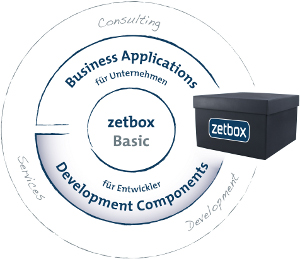 Consulting
Business Applications
für Unternehmen
zetbox
Basic
zetbox
für Entwickler
Development Components
Services
Development